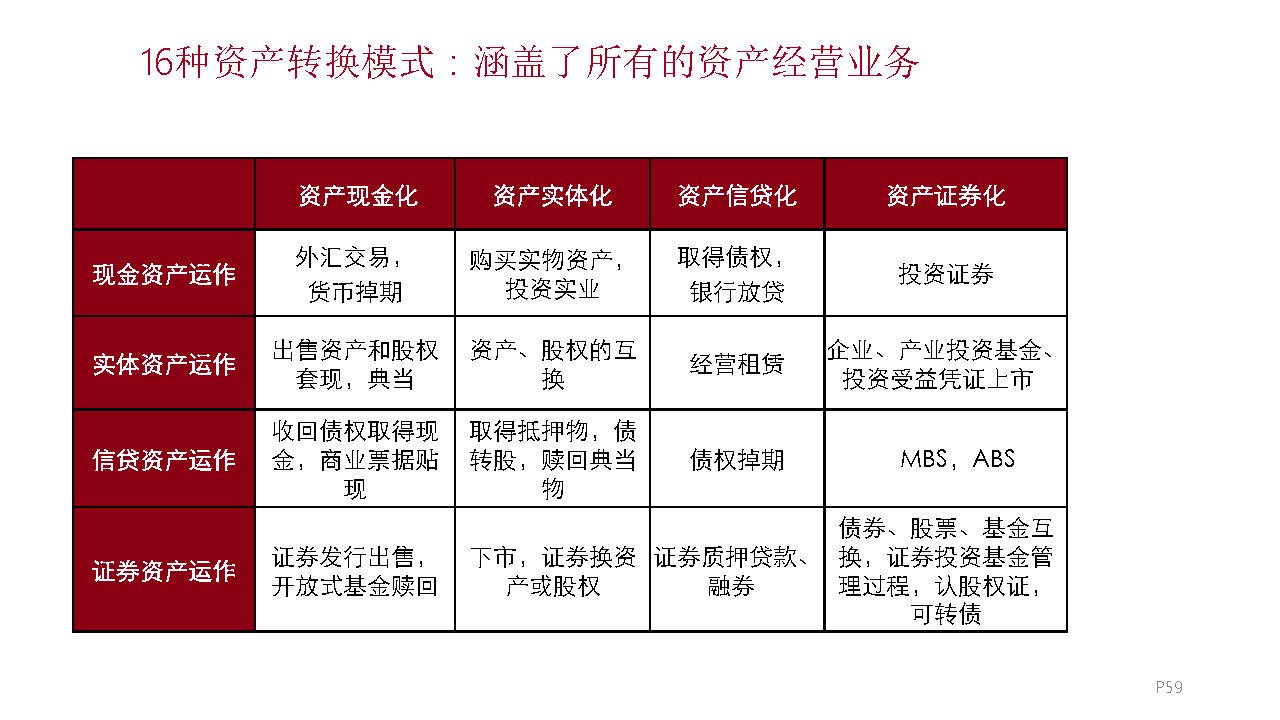 16种资产转换模式：涵盖了所有的资产经营业务
资产现金化 资产实体化 资产信贷化 资产证券化
现金资产运作
外汇交易，
货币掉期
购买实物资产，
投资实业
取得债权，
银行放贷
投资证券
实体资产运作
出售资产和股权
套现，典当
资产、股权的互
换
经营租赁
企业、产业投资基金、
投资受益凭证上市
信贷资产运作
收回债权取得现
金，商业票据贴
现
取得抵押物，债
转股，赎回典当
物
债权掉期
MBS，ABS
证券资产运作
证券发行出售，
开放式基金赎回
下市，证券换资
产或股权
证券质押贷款、
融券
债券、股票、基金互
换，证券投资基金管
理过程，认股权证，
可转债
P59